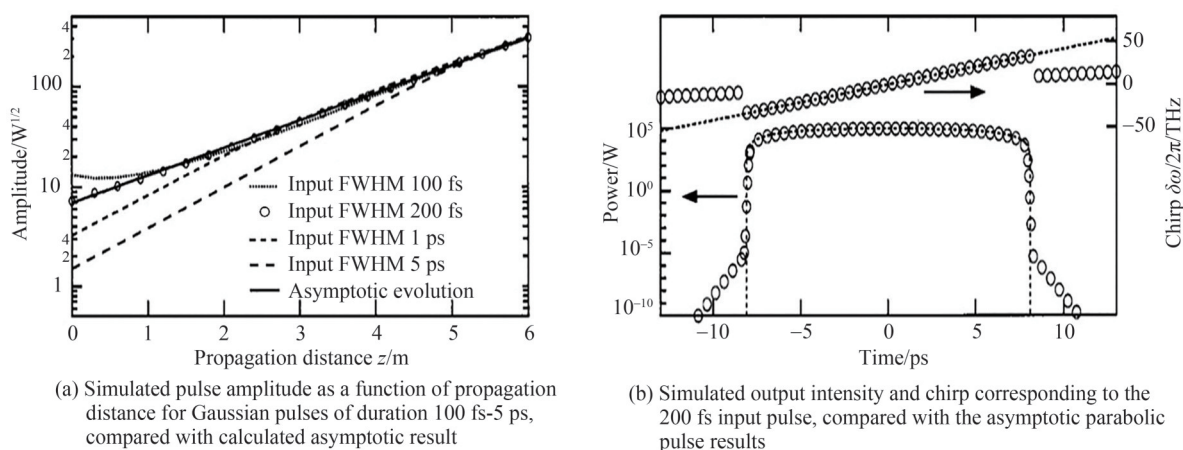 4
2
100
4
2
10
4
2
1
Amplitude/W1/2
Input FWHM 100 fs
Input FWHM 200 fs
Input FWHM 1 ps
Input FWHM 5 ps
Asymptotic evolution
0 1 2 3 4 5 6
Propagation distance z/m
(a) Simulated pulse amplitude as a function of propagation
distance for Gaussian pulses of duration 100 fs-5 ps,
compared with calculated asymptotic result
Power/W
10⁵
10⁰
10⁻⁵
10⁻¹⁰
50
0
−50
Chirp δω/2π/THz
−10 −5 0 5 10
Time/ps
(b) Simulated output intensity and chirp corresponding to the
200 fs input pulse, compared with the asymptotic parabolic
pulse results